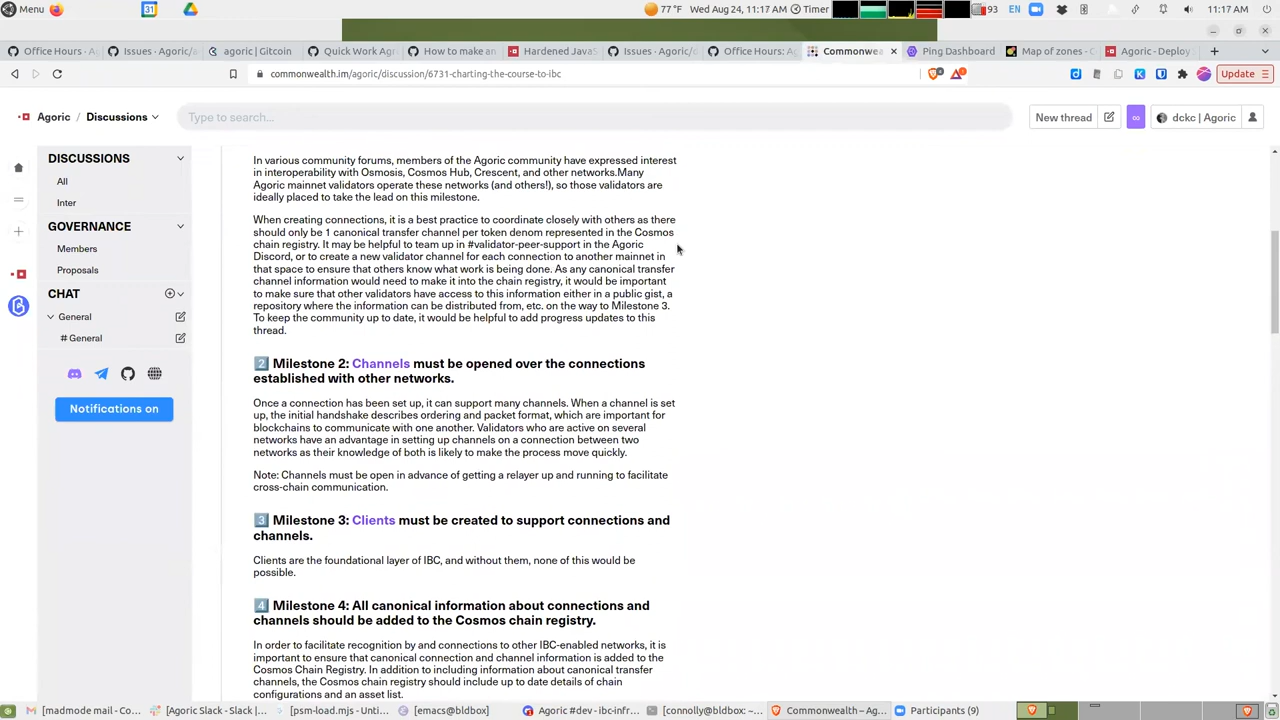 Menu
31
77 °F
Wed Aug 24, 11:17 AM
Timer
93
EN
11:17 AM
Office Hours - A
Issues · Agoric/a
agoric | Gitcoin
Quick Work Agr
How to make an
Hardened JavaS
Issues · Agoric/d
Office Hours: Ag
Commonwea
Ping Dashboard
Map of zones - C
Agoric - Deploy S
commonwealth.im/agoric/discussion/6731-charting-the-course-to-ibc
Update
Agoric / Discussions
Type to search...
New thread
dckc | Agoric
DISCUSSIONS
All
Inter
GOVERNANCE
Members
Proposals
CHAT
General
# General
Notifications on
In various community forums, members of the Agoric community have expressed interest
in interoperability with Osmosis, Cosmos Hub, Crescent, and other networks.Many
Agoric mainnet validators operate these networks (and others!), so those validators are
ideally placed to take the lead on this milestone.
When creating connections, it is a best practice to coordinate closely with others as there
should only be 1 canonical transfer channel per token denom represented in the Cosmos
chain registry. It may be helpful to team up in #validator-peer-support in the Agoric
Discord, or to create a new validator channel for each connection to another mainnet in
that space to ensure that others know what work is being done. As any canonical transfer
channel information would need to make it into the chain registry, it would be important
to make sure that other validators have access to this information either in a public gist, a
repository where the information can be distributed from, etc. on the way to Milestone 3.
To keep the community up to date, it would be helpful to add progress updates to this
thread.
2 Milestone 2: Channels must be opened over the connections
established with other networks.
Once a connection has been set up, it can support many channels. When a channel is set
up, the initial handshake describes ordering and packet format, which are important for
blockchains to communicate with one another. Validators who are active on several
networks have an advantage in setting up channels on a connection between two
networks as their knowledge of both is likely to make the process move quickly.
Note: Channels must be open in advance of getting a relayer up and running to facilitate
cross-chain communication.
3 Milestone 3: Clients must be created to support connections and
channels.
Clients are the foundational layer of IBC, and without them, none of this would be
possible.
4 Milestone 4: All canonical information about connections and
channels should be added to the Cosmos chain registry.
In order to facilitate recognition by and connections to other IBC-enabled networks, it is
important to ensure that canonical connection and channel information is added to the
Cosmos Chain Registry. In addition to including information about canonical transfer
channels, the Cosmos chain registry should include up to date details of chain
configurations and an asset list.
[madmode mail - Co...
[Agoric Slack - Slack |...
[psm-load.mjs - Unti...
[emacs@bldbox]
Agoric #dev - ibc-infr...
[connolly@bldbox: ~...
Commonwealth – Ag...
Participants (9)